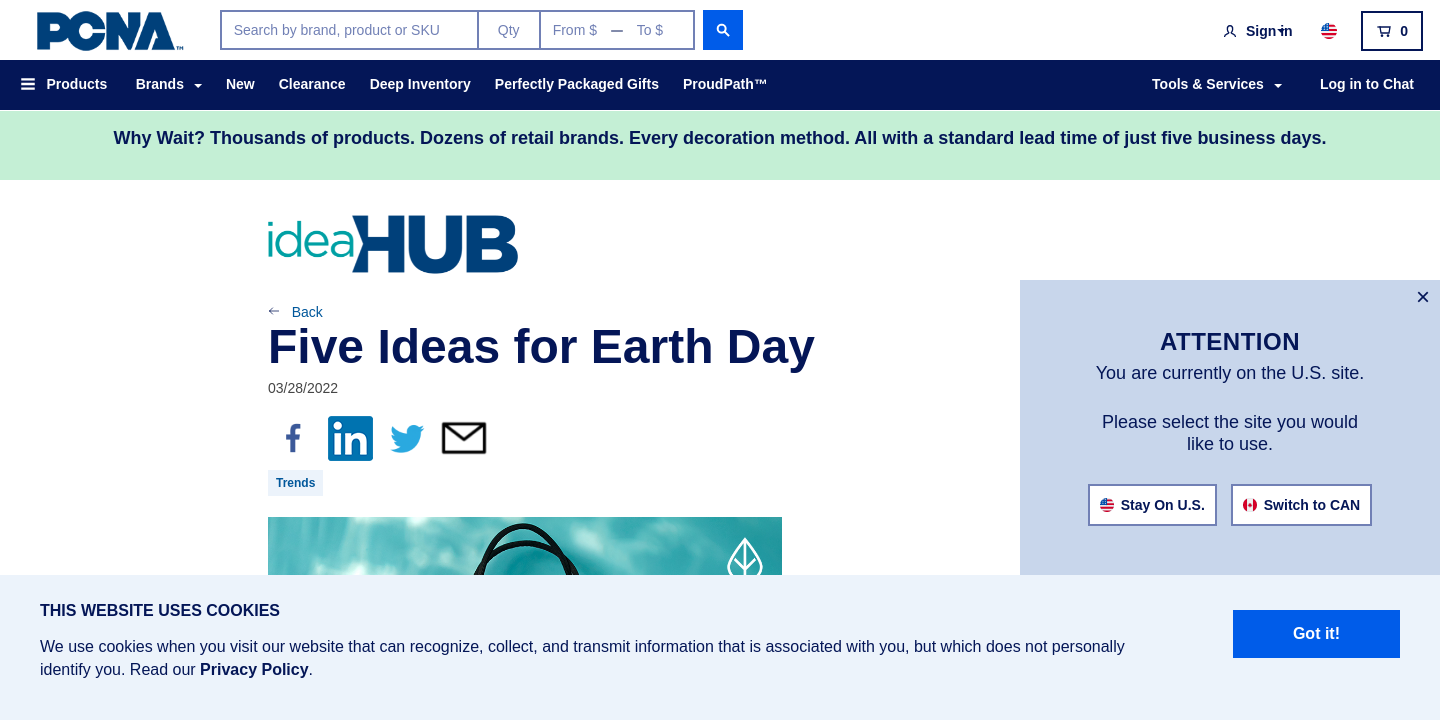 PCNA™
Search by brand, product or SKU Qty From $ — To $
Sign In 0
Products Brands New Clearance Deep Inventory Perfectly Packaged Gifts ProudPath™ Tools & Services Log in to Chat
Why Wait? Thousands of products. Dozens of retail brands. Every decoration method. All with a standard lead time of just five business days.
ideaHUB
Back
Five Ideas for Earth Day
03/28/2022
in
Trends
×
ATTENTION
You are currently on the U.S. site.
Please select the site you would
like to use.
Stay On U.S. Switch to CAN
THIS WEBSITE USES COOKIES
We use cookies when you visit our website that can recognize, collect, and transmit information that is associated with you, but which does not personally
identify you. Read our Privacy Policy.
Got it!